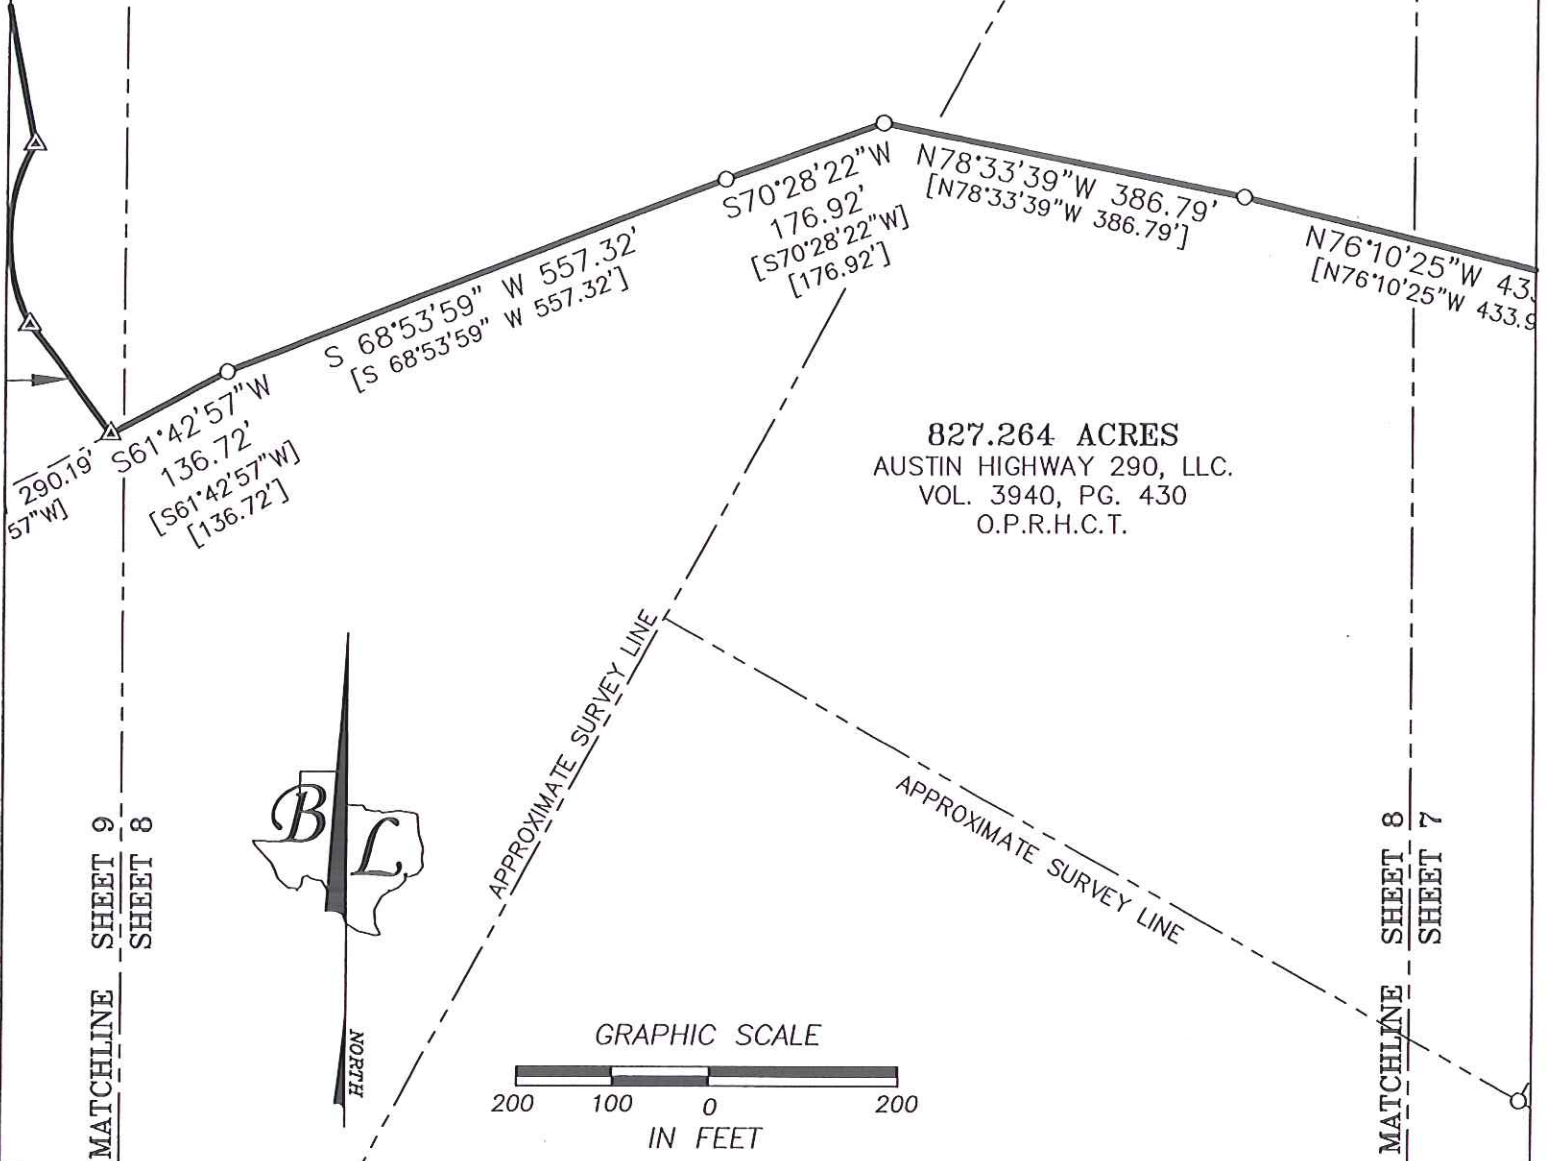 N78°33'39"W 386.79'
[N78°33'39"W 386.79']
S70°28'22"W
176.92'
[S70°28'22"W]
[176.92']
N76°10'25"W 43
[N76°10'25"W 433.9
S 68°53'59" W 557.32'
[S 68°53'59" W 557.32']
S61°42'57"W
136.72'
[S61°42'57"W]
[136.72']
290.19'
57"W]
827.264 ACRES
AUSTIN HIGHWAY 290, LLC.
VOL. 3940, PG. 430
O.P.R.H.C.T.
APPROXIMATE SURVEY LINE
APPROXIMATE SURVEY LINE
B
L
NORTH
MATCHLINE SHEET 9
SHEET 8
MATCHLINE SHEET 8
SHEET 7
GRAPHIC SCALE
200 100 0 200
IN FEET